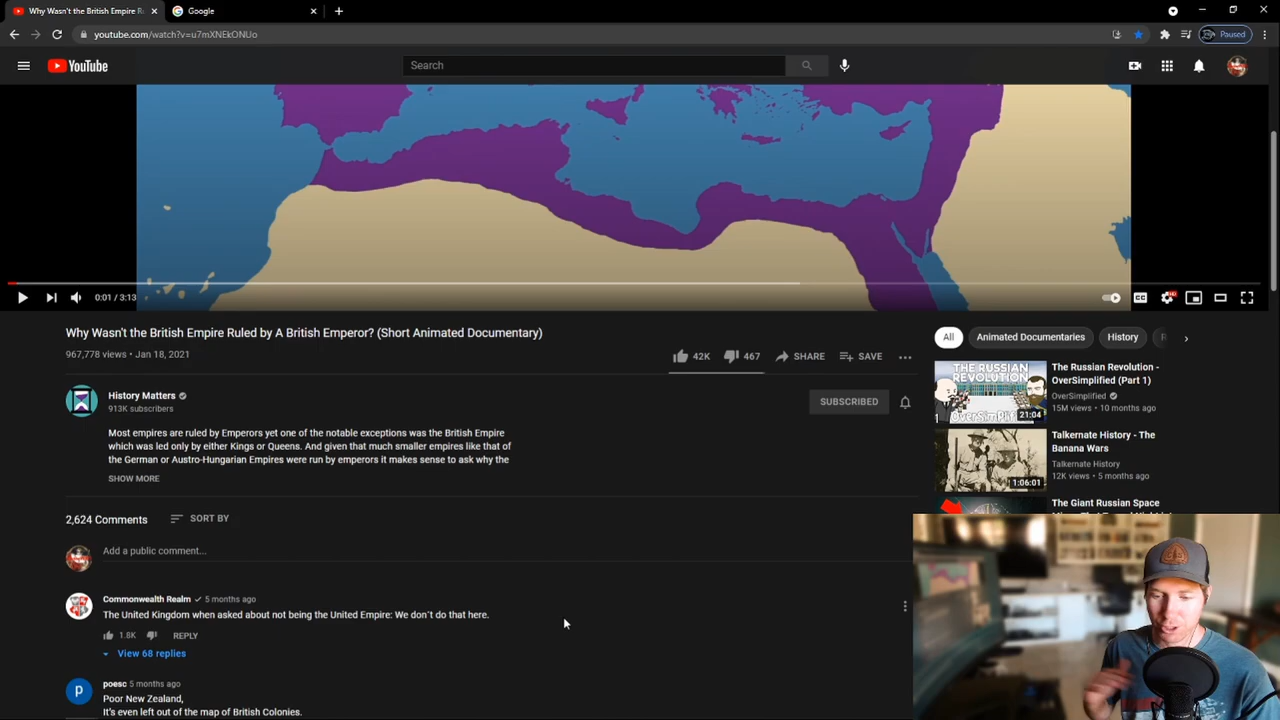 Why Wasn't the British Empire Ru
Google
youtube.com/watch?v=u7mXNEkONUo
Paused
YouTube
Search
0:01 / 3:13
CC
HD
Why Wasn't the British Empire Ruled by A British Emperor? (Short Animated Documentary)
967,778 views • Jan 18, 2021
42K
467
SHARE
SAVE
History Matters
913K subscribers
SUBSCRIBED
Most empires are ruled by Emperors yet one of the notable exceptions was the British Empire
which was led only by either Kings or Queens. And given that much smaller empires like that of
the German or Austro-Hungarian Empires were run by emperors it makes sense to ask why the
SHOW MORE
2,624 Comments
SORT BY
Add a public comment...
Commonwealth Realm 5 months ago
The United Kingdom when asked about not being the United Empire: We don´t do that here.
1.8K
REPLY
View 68 replies
p
poesc 5 months ago
Poor New Zealand,
It's even left out of the map of British Colonies.
All
Animated Documentaries
History
THE RUSSIAN
REVOLUTION
OverSimplified
21:04
The Russian Revolution -
OverSimplified (Part 1)
OverSimplified
15M views • 10 months ago
1:06:01
Talkernate History - The
Banana Wars
Talkernate History
12K views • 5 months ago
The Giant Russian Space